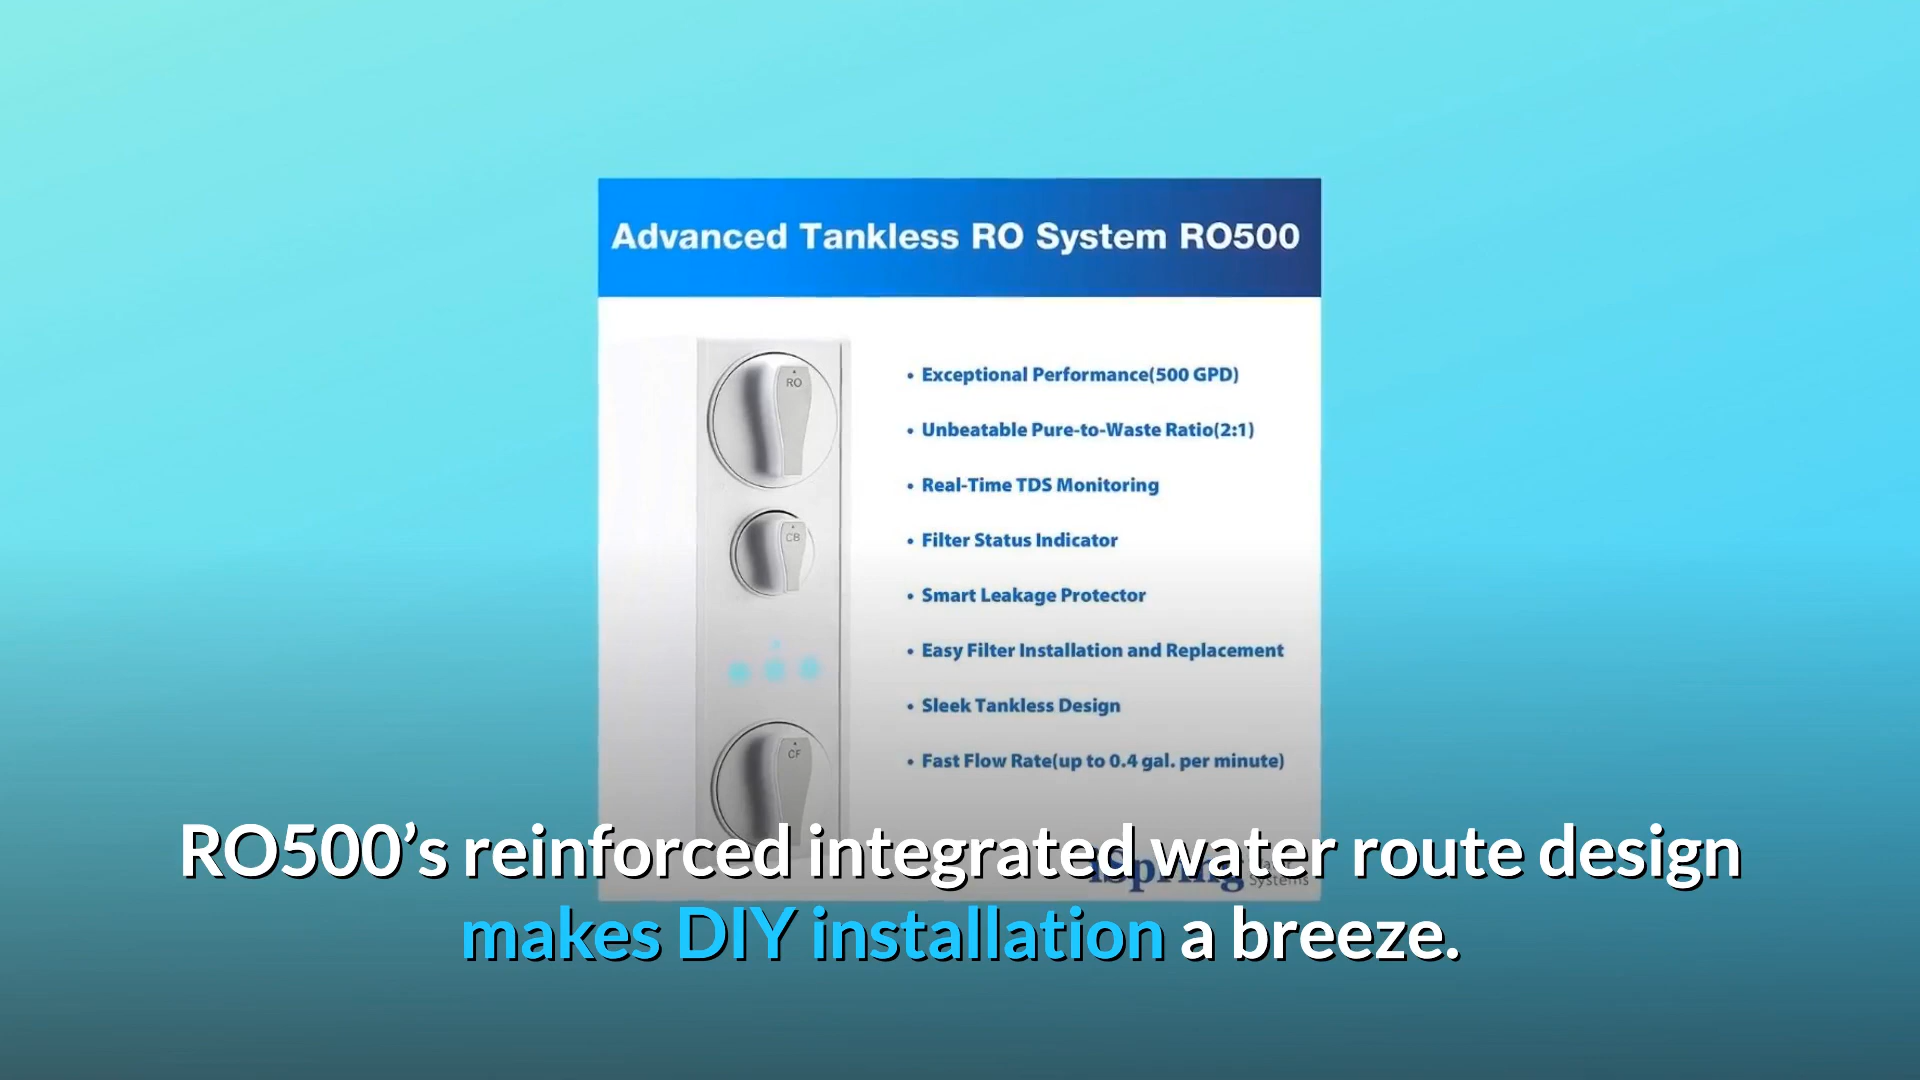 Advanced Tankless RO System RO500
RO
• Exceptional Performance(500 GPD)
• Unbeatable Pure-to-Waste Ratio(2:1)
• Real-Time TDS Monitoring
CB
• Filter Status Indicator
• Smart Leakage Protector
• Easy Filter Installation and Replacement
• Sleek Tankless Design
CF
• Fast Flow Rate(up to 0.4 gal. per minute)
RO500’s reinforced integrated water route design
iSpring
Systems
makes DIY installation a breeze.